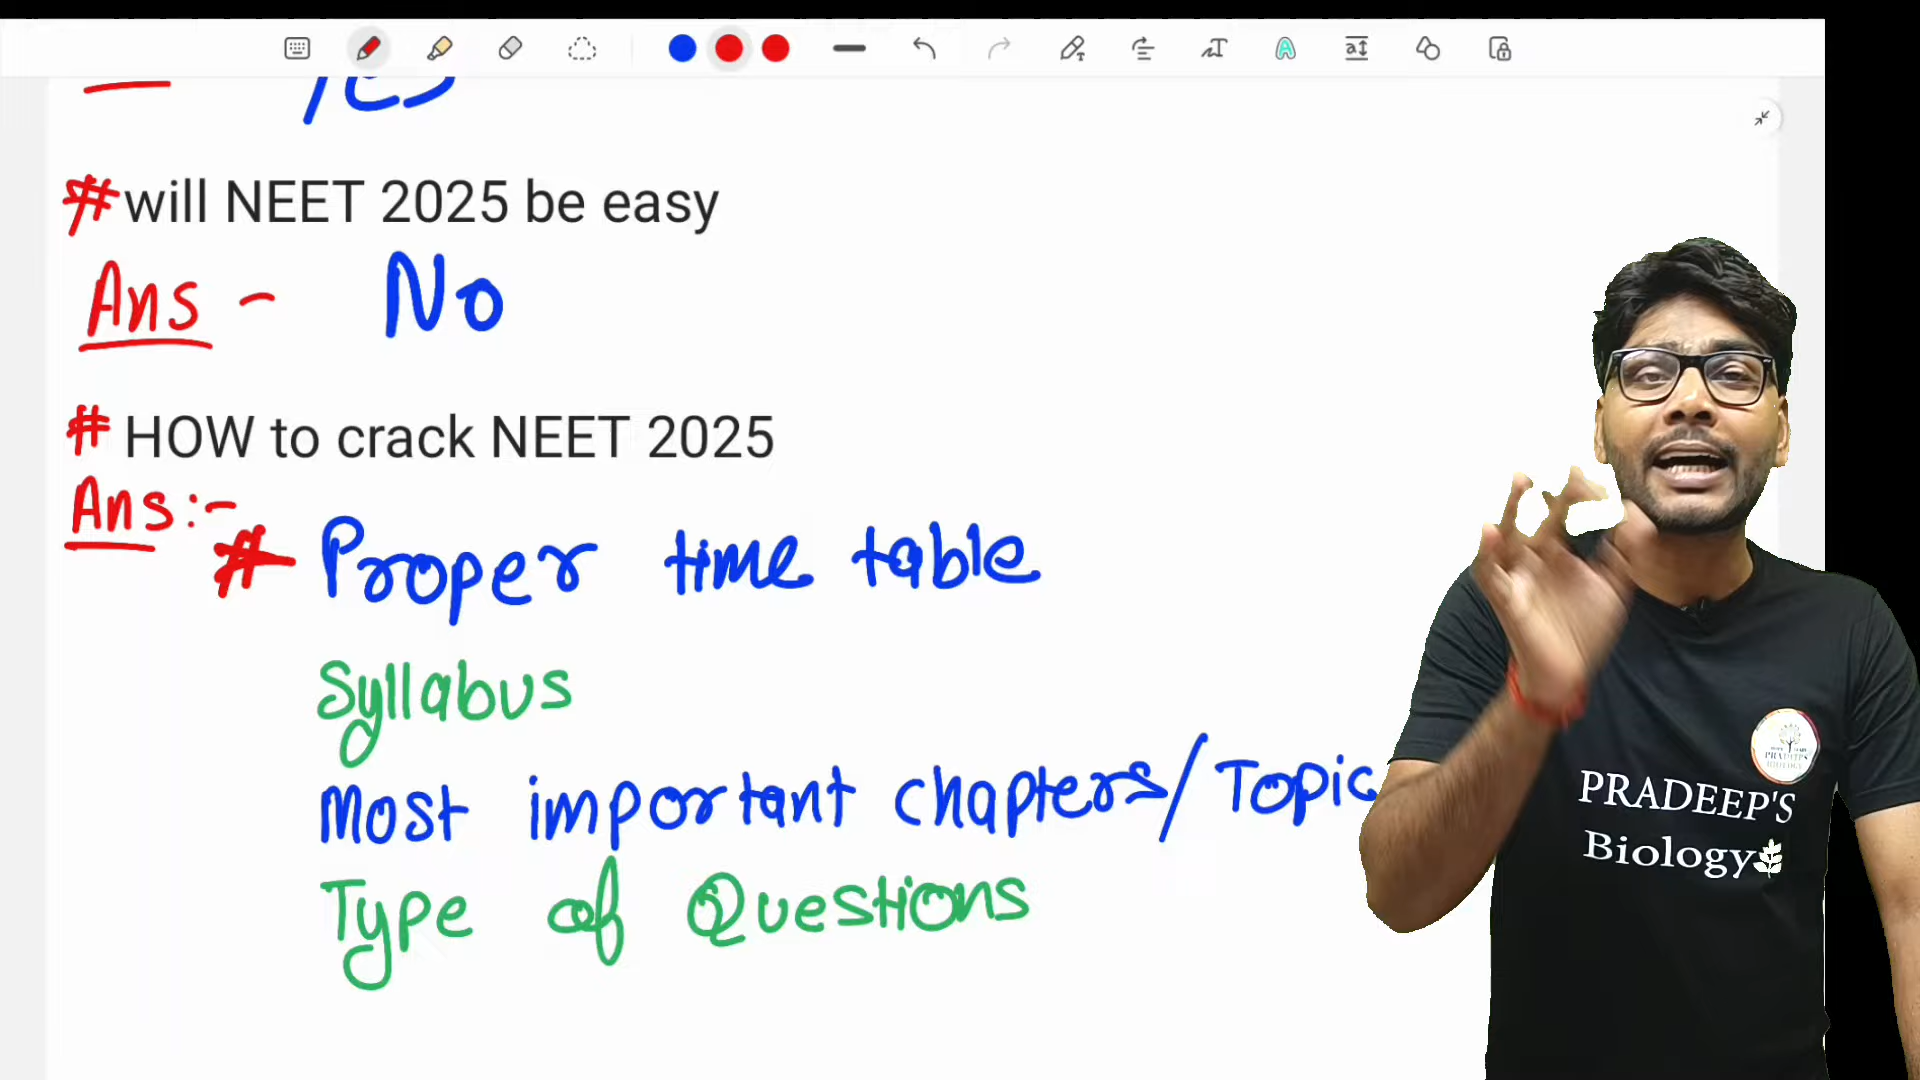 # will NEET 2025 be easy
Ans - No
# HOW to crack NEET 2025
Ans :-
# Proper time table
Syllabus
Most important chapters/Topic
Type of Questions
PRADEEP'S
Biology